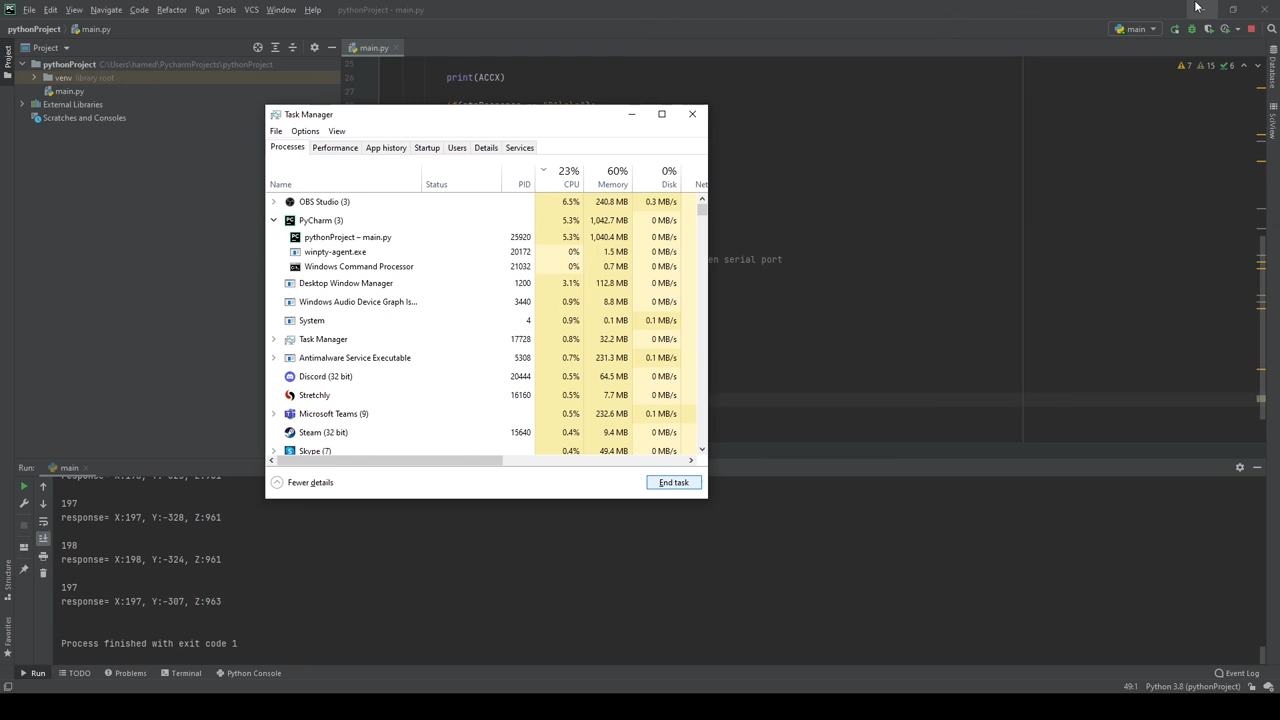 File Edit View Navigate Code Refactor Run Tools VCS Window Help pythonProject - main.py
pythonProject main.py
main
Project
main.py
7 15 6
pythonProject C:\Users\hamed\PycharmProjects\pythonProject
venv library root
main.py
External Libraries
Scratches and Consoles
25
26 print(ACCX)
27
en serial port
Task Manager
File Options View
Processes Performance App history Startup Users Details Services
23% 60% 0%
Name Status PID CPU Memory Disk Net
OBS Studio (3) 6.5% 240.8 MB 0.3 MB/s
PyCharm (3) 5.3% 1,042.7 MB 0 MB/s
pythonProject – main.py 25920 5.3% 1,040.4 MB 0 MB/s
winpty-agent.exe 20172 0% 1.5 MB 0 MB/s
Windows Command Processor 21032 0% 0.7 MB 0 MB/s
Desktop Window Manager 1200 3.1% 112.8 MB 0 MB/s
Windows Audio Device Graph Is... 3440 0.9% 8.8 MB 0 MB/s
System 4 0.9% 0.1 MB 0.1 MB/s
Task Manager 17728 0.8% 32.2 MB 0 MB/s
Antimalware Service Executable 5308 0.7% 231.3 MB 0.1 MB/s
Discord (32 bit) 20444 0.5% 64.5 MB 0 MB/s
Stretchly 16160 0.5% 7.7 MB 0 MB/s
Microsoft Teams (9) 0.5% 232.6 MB 0.1 MB/s
Steam (32 bit) 15640 0.4% 9.4 MB 0 MB/s
Skype (7) 0.4% 49.4 MB 0 MB/s
Fewer details End task
Project
Structure
Favorites
Database
SciView
Run: main
197
response= X:197, Y:-328, Z:961
198
response= X:198, Y:-324, Z:961
197
response= X:197, Y:-307, Z:963
Process finished with exit code 1
Run TODO Problems Terminal Python Console Event Log
49:1 Python 3.8 (pythonProject)